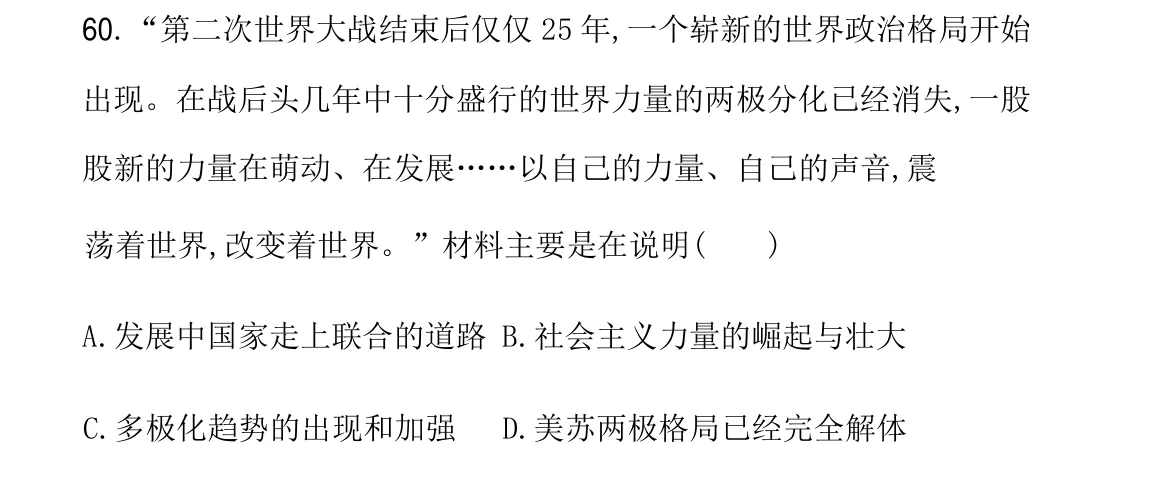 60. “第二次世界大战结束后仅仅 25 年,一个崭新的世界政治格局开始
出现。在战后头几年中十分盛行的世界力量的两极分化已经消失,一股
股新的力量在萌动、在发展……以自己的力量、自己的声音,震
荡着世界,改变着世界。”材料主要是在说明(　　)
A.发展中国家走上联合的道路 B.社会主义力量的崛起与壮大
C.多极化趋势的出现和加强 D.美苏两极格局已经完全解体